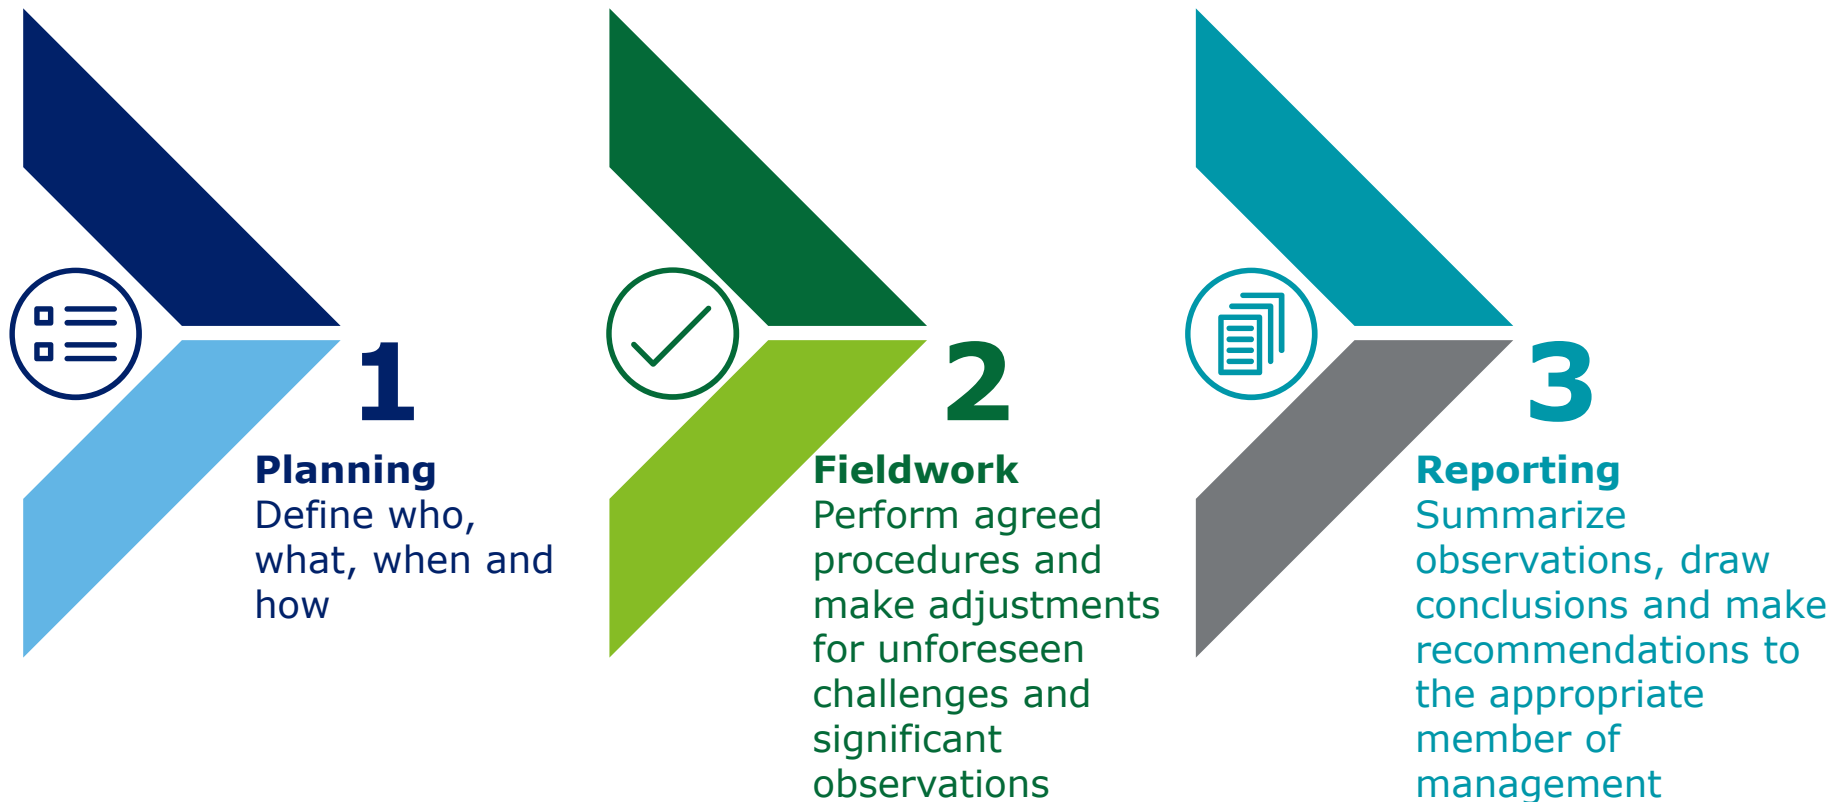 1
Planning
Define who,
what, when and
how
2
Fieldwork
Perform agreed
procedures and
make adjustments
for unforeseen
challenges and
significant
observations
3
Reporting
Summarize
observations, draw
conclusions and make
recommendations to
the appropriate
member of
management